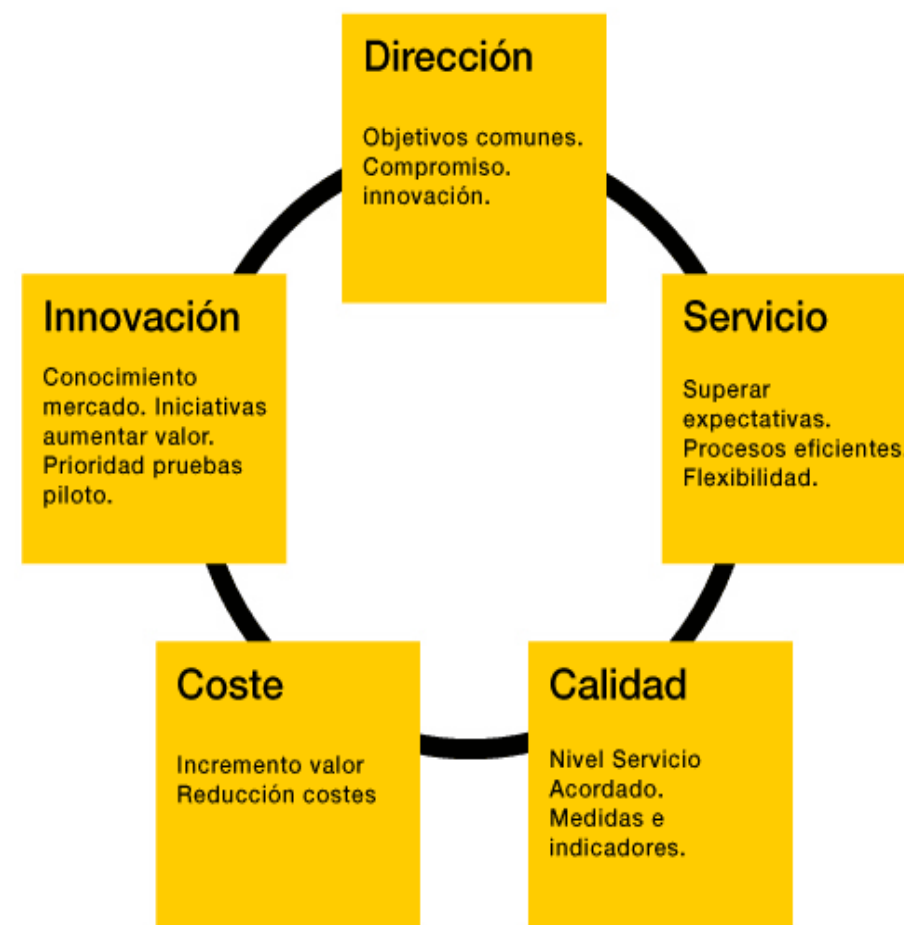 Dirección
Objetivos comunes.
Compromiso.
innovación.
Innovación
Conocimiento
mercado. Iniciativas
aumentar valor.
Prioridad pruebas
piloto.
Servicio
Superar
expectativas.
Procesos eficientes.
Flexibilidad.
Coste
Incremento valor
Reducción costes
Calidad
Nivel Servicio
Acordado.
Medidas e
indicadores.